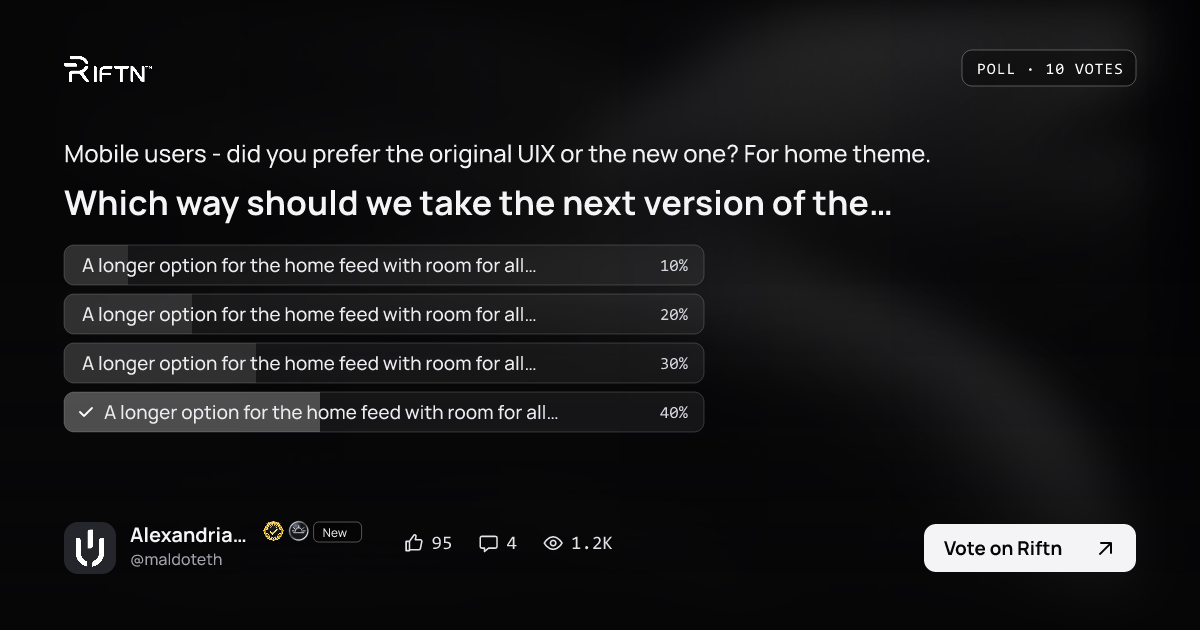 RIFTN™
POLL · 10 VOTES
Mobile users - did you prefer the original UIX or the new one? For home theme.
Which way should we take the next version of the…
A longer option for the home feed with room for all… 10%
A longer option for the home feed with room for all… 20%
A longer option for the home feed with room for all… 30%
A longer option for the home feed with room for all… 40%
Alexandria… New
@maldoteth
95 4 1.2K
Vote on Riftn